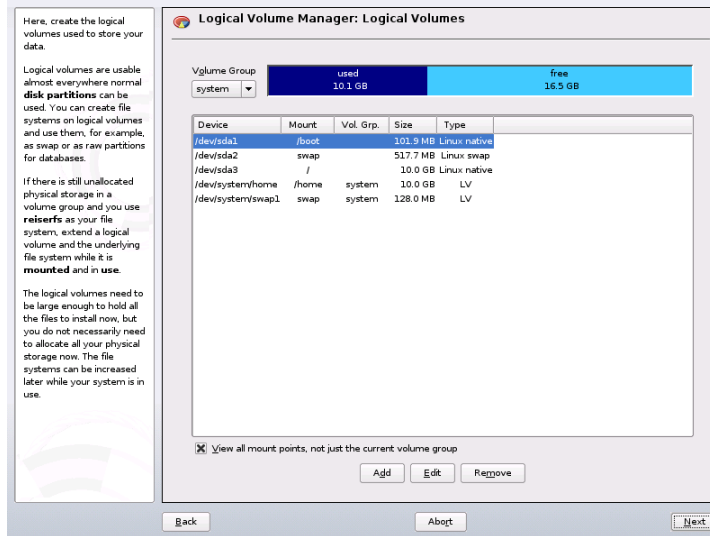 Here, create the logical
volumes used to store your
data.
Logical volumes are usable
almost everywhere normal
disk partitions can be
used. You can create file
systems on logical volumes
and use them, for example,
as swap or as raw partitions
for databases.
If there is still unallocated
physical storage in a
volume group and you use
reiserfs as your file
system, extend a logical
volume and the underlying
file system while it is
mounted and in use.
The logical volumes need to
be large enough to hold all
the files to install now, but
you do not necessarily need
to allocate all your physical
storage now. The file
systems can be increased
later while your system is in
use.
Logical Volume Manager: Logical Volumes
Volume Group
system
used
10.1 GB
free
16.5 GB
Device Mount Vol. Grp. Size Type
/dev/sda1 /boot 101.9 MB Linux native
/dev/sda2 swap 517.7 MB Linux swap
/dev/sda3 / 10.0 GB Linux native
/dev/system/home /home system 10.0 GB LV
/dev/system/swap1 swap system 128.0 MB LV
View all mount points, not just the current volume group
Add Edit Remove
Back Abort Next